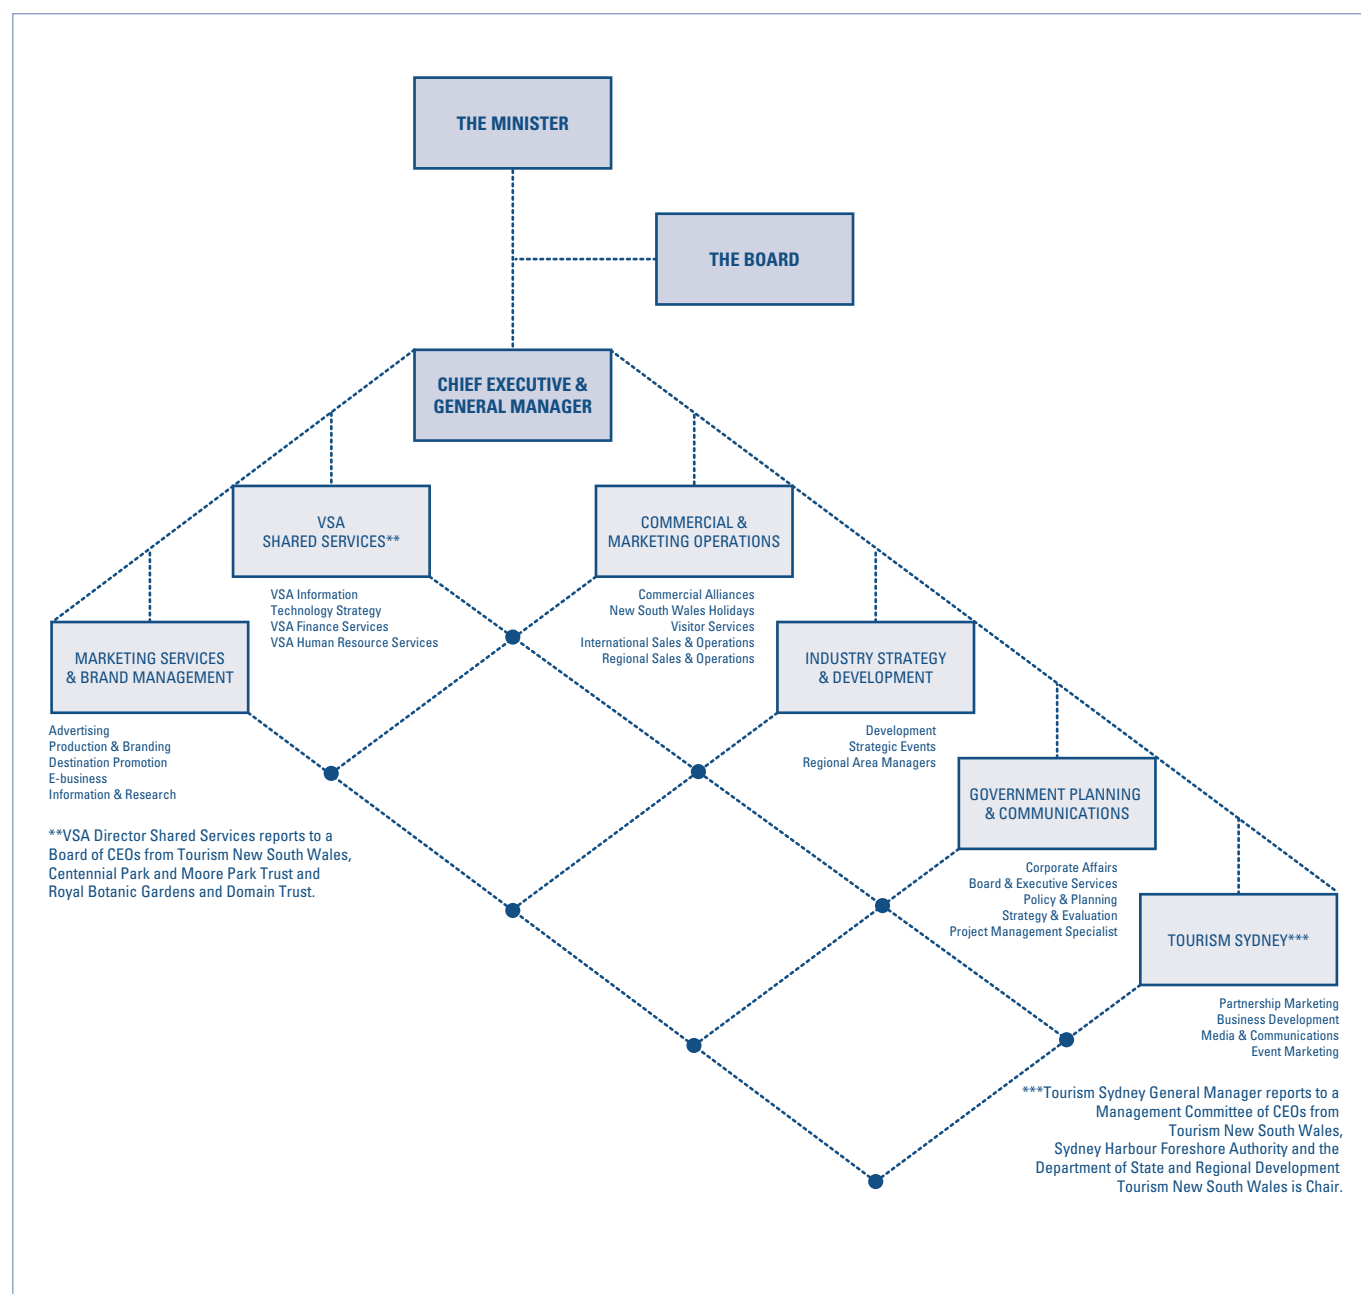 THE MINISTER
THE BOARD
CHIEF EXECUTIVE &
GENERAL MANAGER
VSA
SHARED SERVICES**
VSA Information
Technology Strategy
VSA Finance Services
VSA Human Resource Services
COMMERCIAL &
MARKETING OPERATIONS
Commercial Alliances
New South Wales Holidays
Visitor Services
International Sales & Operations
Regional Sales & Operations
MARKETING SERVICES
& BRAND MANAGEMENT
Advertising
Production & Branding
Destination Promotion
E-business
Information & Research
INDUSTRY STRATEGY
& DEVELOPMENT
Development
Strategic Events
Regional Area Managers
GOVERNMENT PLANNING
& COMMUNICATIONS
Corporate Affairs
Board & Executive Services
Policy & Planning
Strategy & Evaluation
Project Management Specialist
**VSA Director Shared Services reports to a
Board of CEOs from Tourism New South Wales,
Centennial Park and Moore Park Trust and
Royal Botanic Gardens and Domain Trust.
TOURISM SYDNEY***
Partnership Marketing
Business Development
Media & Communications
Event Marketing
***Tourism Sydney General Manager reports to a
Management Committee of CEOs from
Tourism New South Wales,
Sydney Harbour Foreshore Authority and the
Department of State and Regional Development
Tourism New South Wales is Chair.